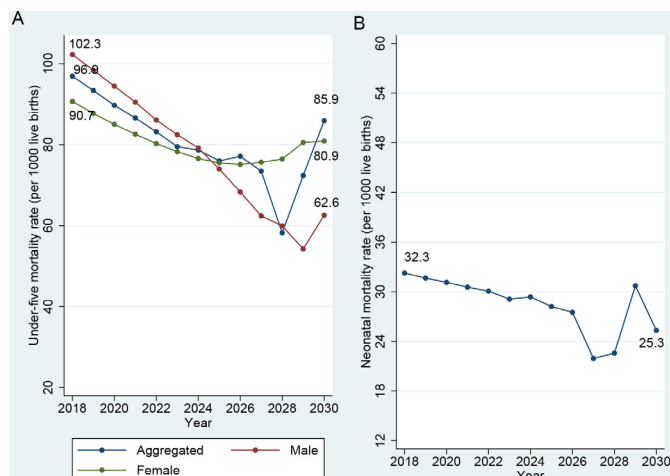 A
Under-five mortality rate (per 1000 live births)
100
80
60
40
20
102.3
96.9
90.7
85.9
80.9
62.6
2018 2020 2022 2024 2026 2028 2030
Year
Aggregated Male
Female
B
Neonatal mortality rate (per 1000 live births)
60
54
48
42
36
30
24
18
12
32.3
25.3
2018 2020 2022 2024 2026 2028 2030
Year